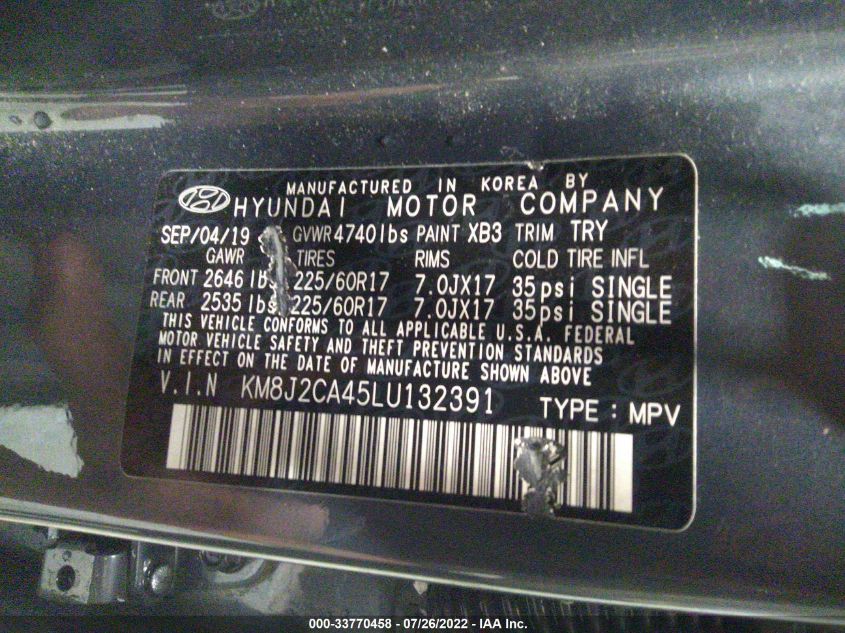 MANUFACTURED IN KOREA BY
HYUNDAI MOTOR COMPANY
SEP/04/19 GVWR 4740lbs PAINT XB3 TRIM TRY
GAWR TIRES RIMS COLD TIRE INFL
FRONT 2646 lbs 225/60R17 7.0JX17 35psi SINGLE
REAR 2535 lbs 225/60R17 7.0JX17 35psi SINGLE
THIS VEHICLE CONFORMS TO ALL APPLICABLE U.S.A. FEDERAL
MOTOR VEHICLE SAFETY AND THEFT PREVENTION STANDARDS
IN EFFECT ON THE DATE OF MANUFACTURE SHOWN ABOVE
V.I.N KM8J2CA45LU132391 TYPE : MPV
000-33770458 - 07/26/2022 - IAA Inc.